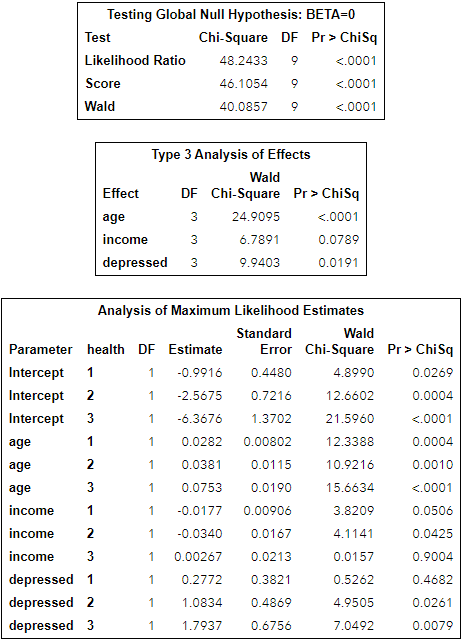 Testing Global Null Hypothesis: BETA=0
Test Chi-Square DF Pr > ChiSq
Likelihood Ratio 48.2433 9 <.0001
Score 46.1054 9 <.0001
Wald 40.0857 9 <.0001
Type 3 Analysis of Effects
Wald
Effect DF Chi-Square Pr > ChiSq
age 3 24.9095 <.0001
income 3 6.7891 0.0789
depressed 3 9.9403 0.0191
Analysis of Maximum Likelihood Estimates
Standard Wald
Parameter health DF Estimate Error Chi-Square Pr > ChiSq
Intercept 1 1 -0.9916 0.4480 4.8990 0.0269
Intercept 2 1 -2.5675 0.7216 12.6602 0.0004
Intercept 3 1 -6.3676 1.3702 21.5960 <.0001
age 1 1 0.0282 0.00802 12.3388 0.0004
age 2 1 0.0381 0.0115 10.9216 0.0010
age 3 1 0.0753 0.0190 15.6634 <.0001
income 1 1 -0.0177 0.00906 3.8209 0.0506
income 2 1 -0.0340 0.0167 4.1141 0.0425
income 3 1 0.00267 0.0213 0.0157 0.9004
depressed 1 1 0.2772 0.3821 0.5262 0.4682
depressed 2 1 1.0834 0.4869 4.9505 0.0261
depressed 3 1 1.7937 0.6756 7.0492 0.0079